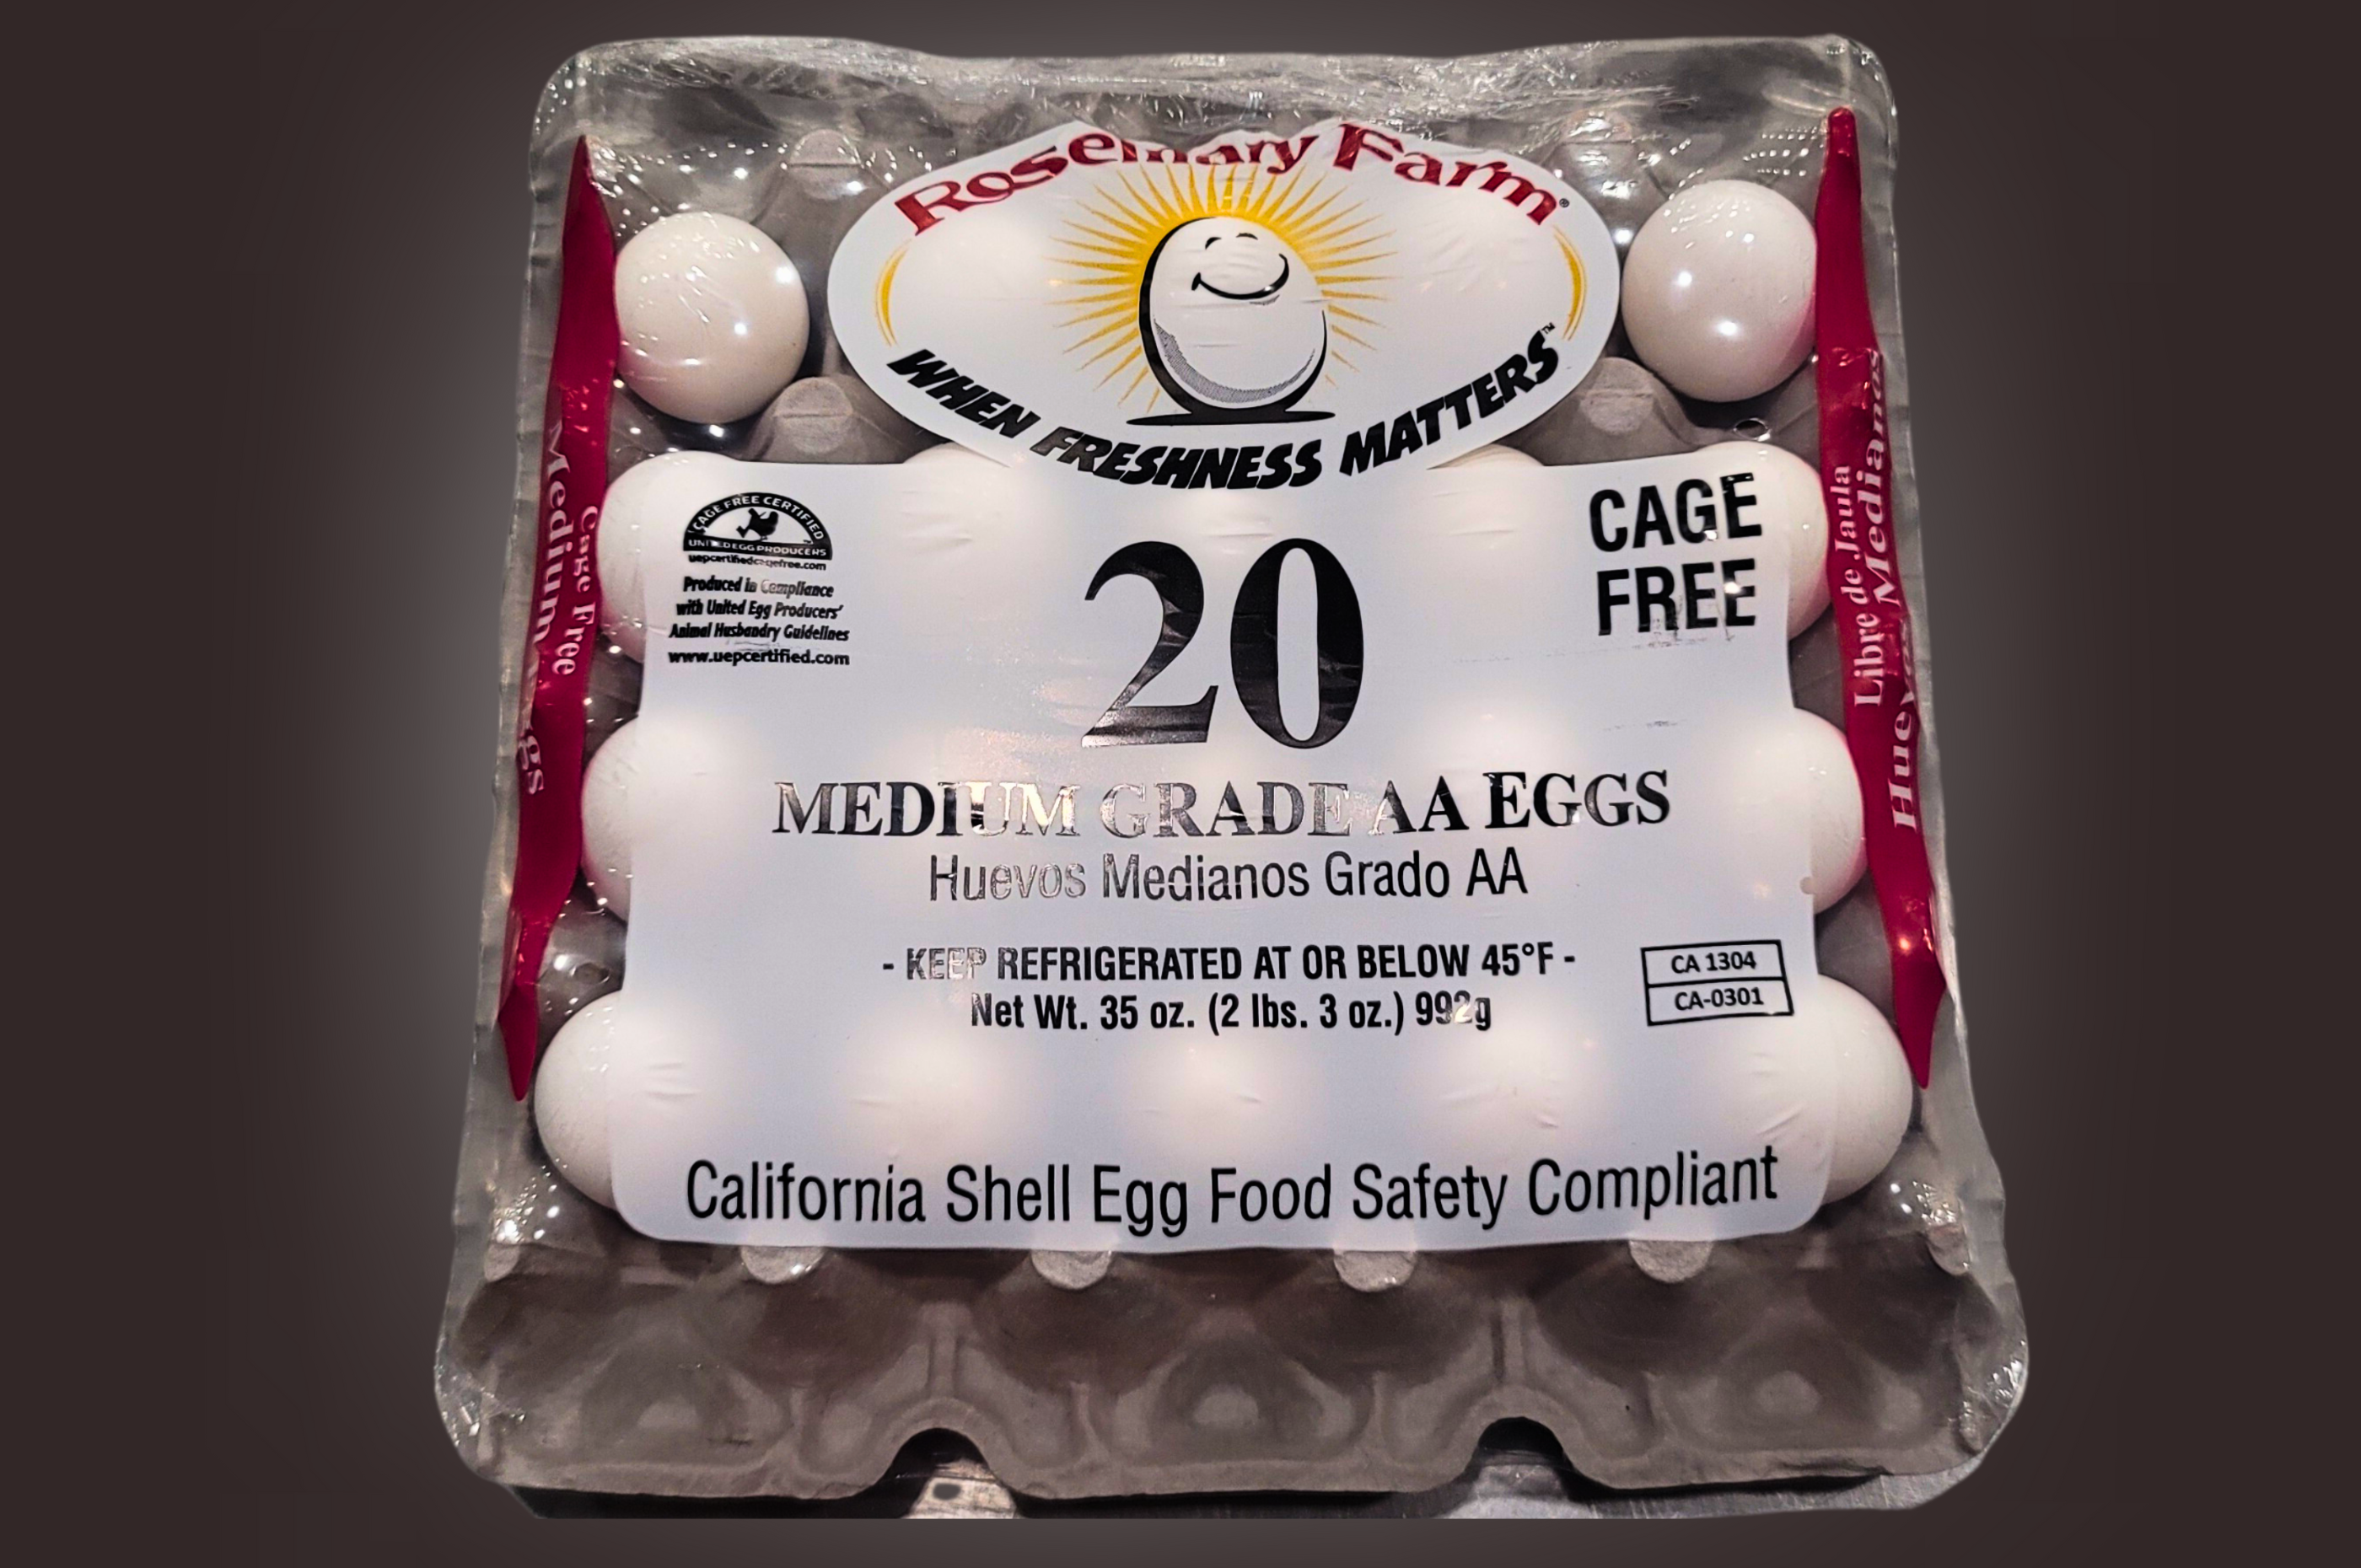 Rosemary Farm®
WHEN FRESHNESS MATTERS™
CAGE FREE CERTIFIED
UNITED EGG PRODUCERS
uepcertifiedcagefree.com
Produced in Compliance
with United Egg Producers'
Animal Husbandry Guidelines
www.uepcertified.com
CAGE
FREE
20
MEDIUM GRADE AA EGGS
Huevos Medianos Grado AA
- KEEP REFRIGERATED AT OR BELOW 45°F -
Net Wt. 35 oz. (2 lbs. 3 oz.) 992g
CA 1304
CA-0301
California Shell Egg Food Safety Compliant
Cage Free
Medium Eggs
Libre de Jaula
Huevos Medianos